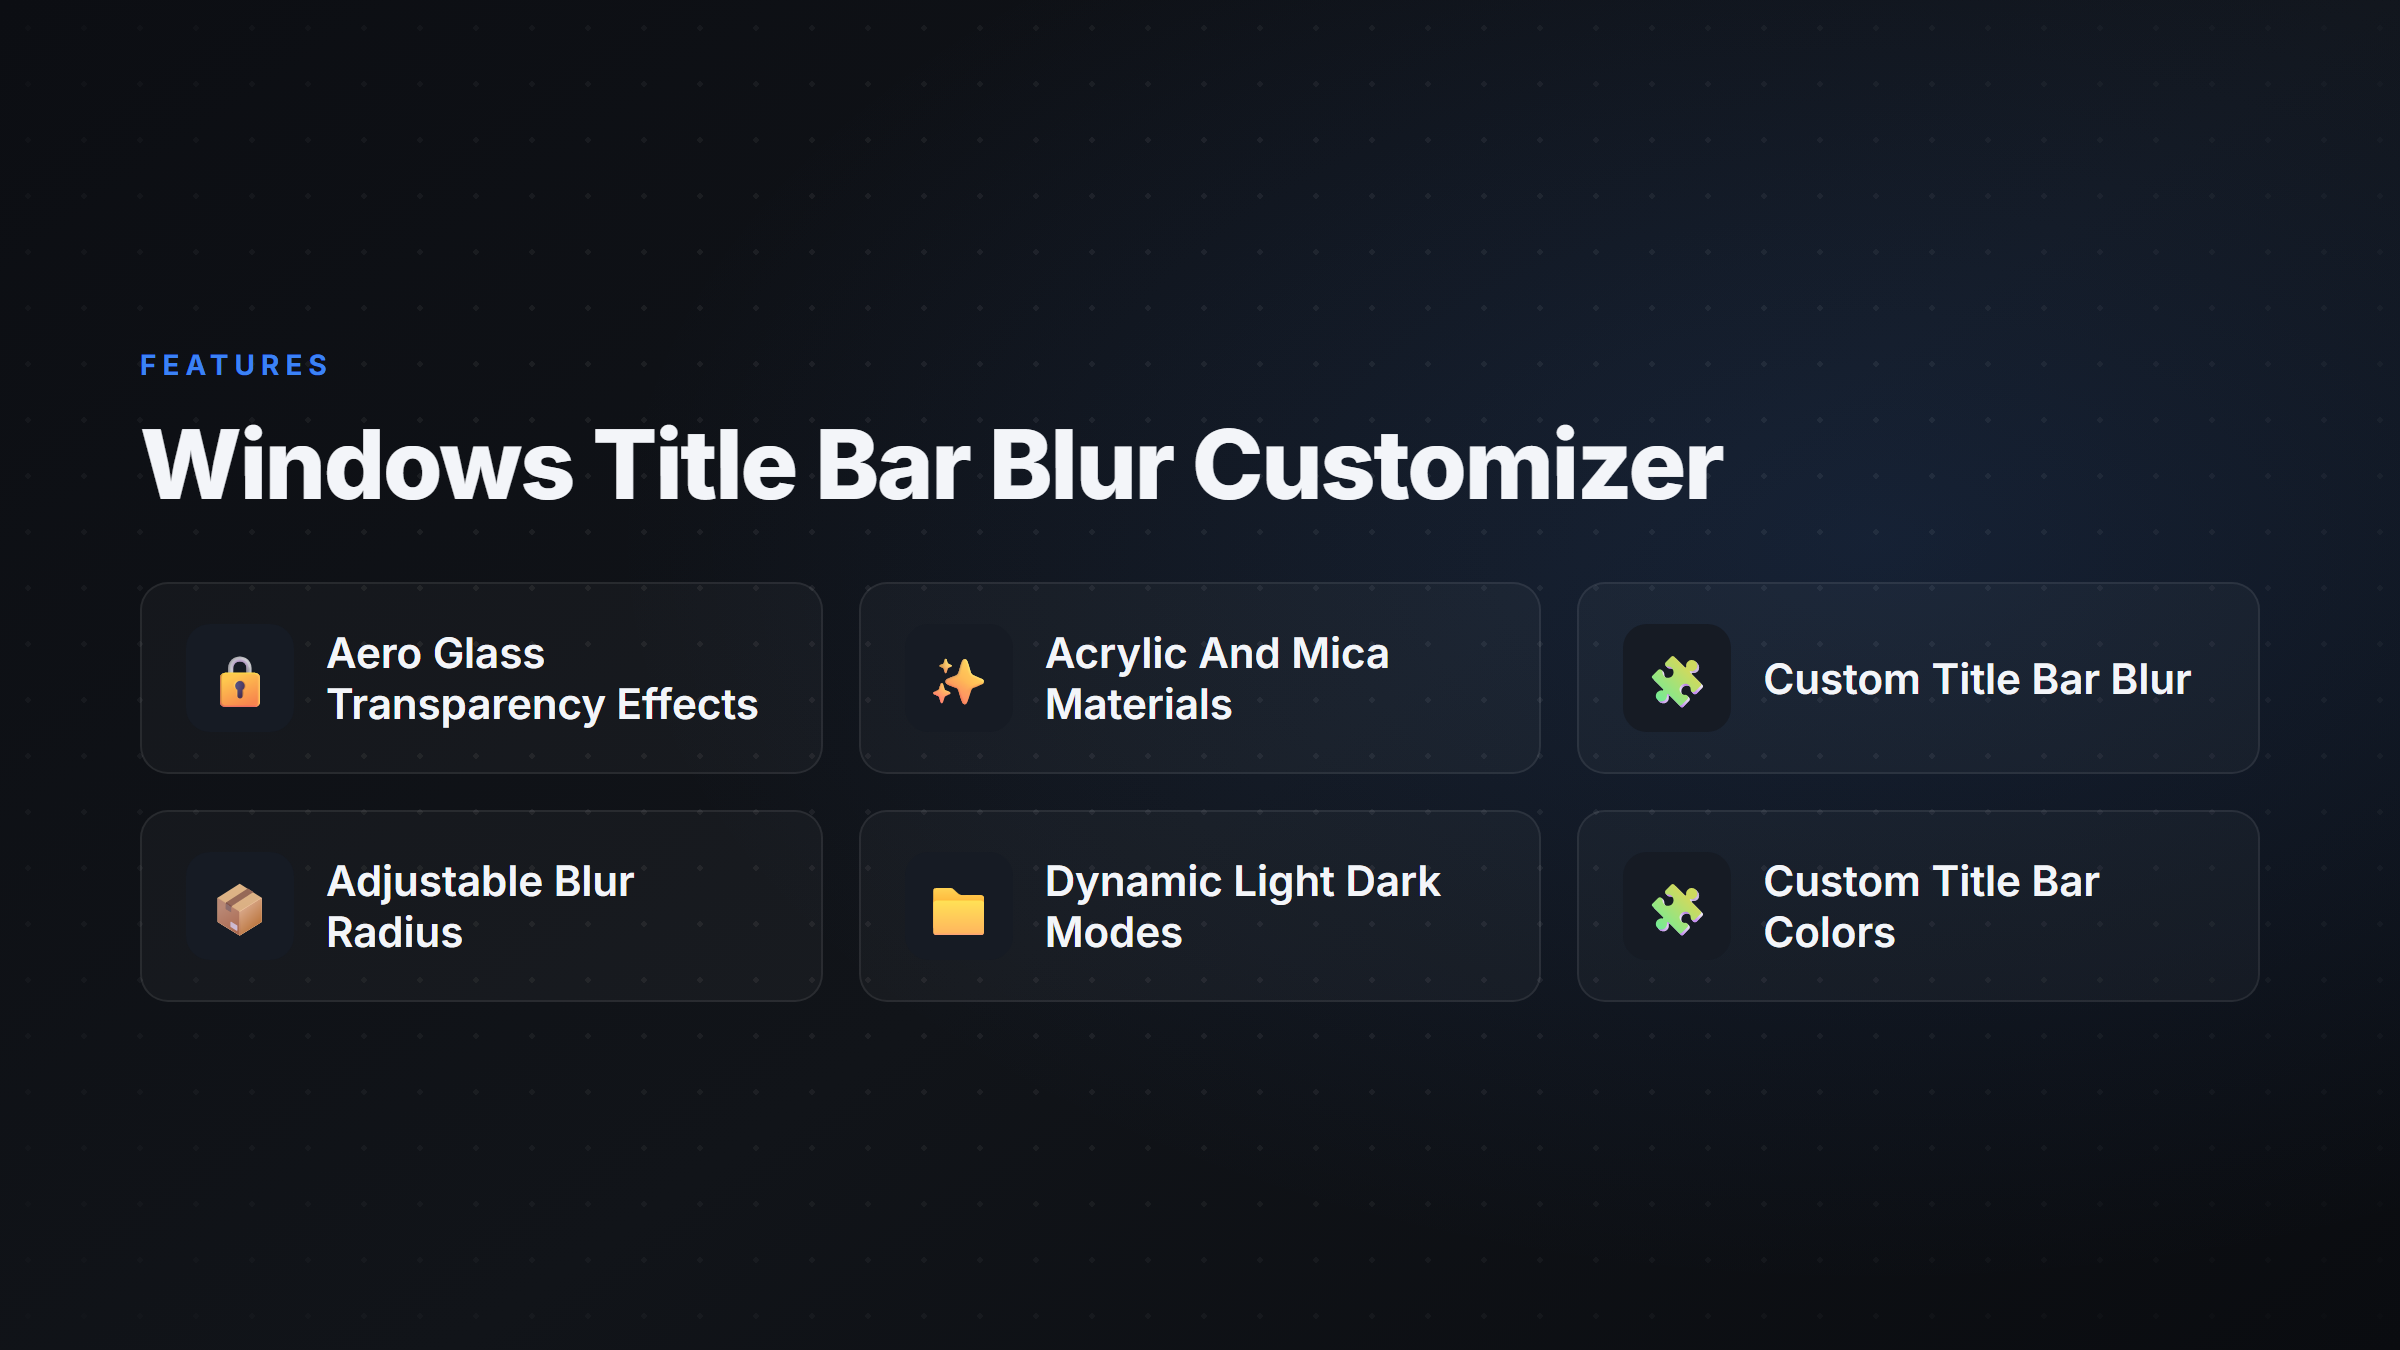 FEATURES
Windows Title Bar Blur Customizer
Aero Glass
Transparency Effects
Acrylic And Mica
Materials
Custom Title Bar Blur
Adjustable Blur
Radius
Dynamic Light Dark
Modes
Custom Title Bar
Colors